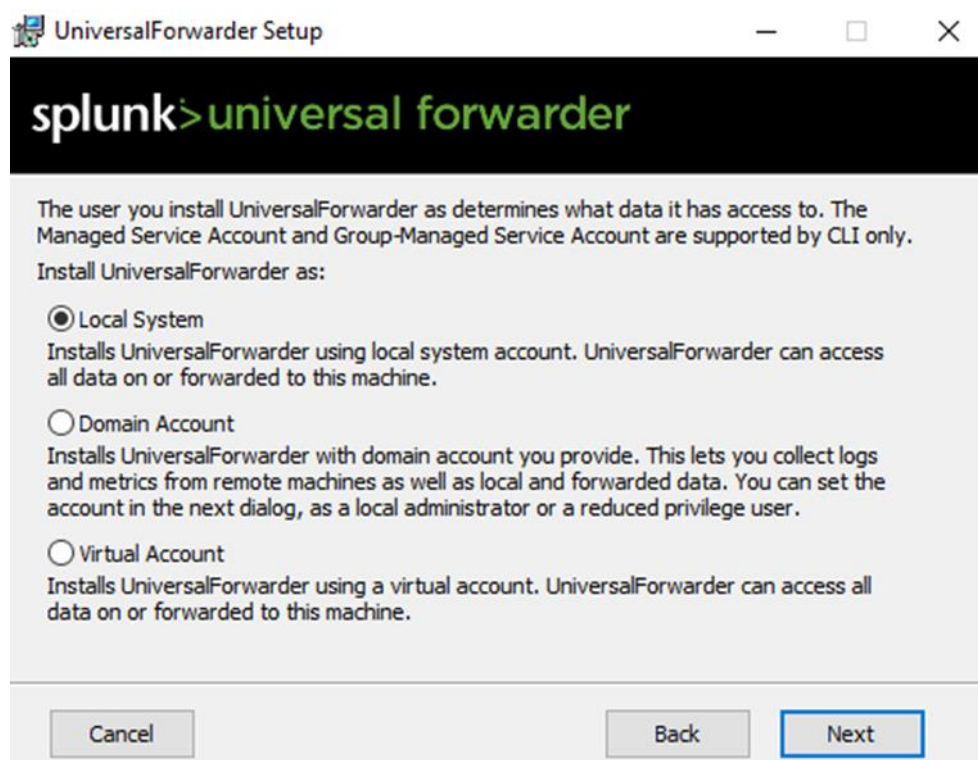 UniversalForwarder Setup
splunk>universal forwarder
The user you install UniversalForwarder as determines what data it has access to. The
Managed Service Account and Group-Managed Service Account are supported by CLI only.
Install UniversalForwarder as:
Local System
Installs UniversalForwarder using local system account. UniversalForwarder can access
all data on or forwarded to this machine.
Domain Account
Installs UniversalForwarder with domain account you provide. This lets you collect logs
and metrics from remote machines as well as local and forwarded data. You can set the
account in the next dialog, as a local administrator or a reduced privilege user.
Virtual Account
Installs UniversalForwarder using a virtual account. UniversalForwarder can access all
data on or forwarded to this machine.
Cancel Back Next